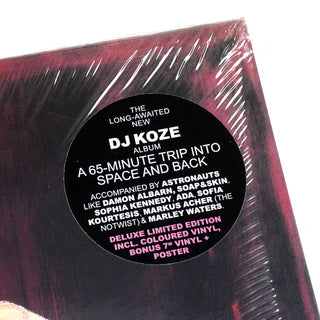 THE
LONG-AWAITED
NEW
DJ KOZE
ALBUM
A 65-MINUTE TRIP INTO
SPACE AND BACK
ACCOMPANIED BY ASTRONAUTS
LIKE DAMON ALBARN, SOAP&SKIN,
SOPHIA KENNEDY, ADA, SOFIA
KOURTESIS, MARKUS ACHER (THE
NOTWIST) & MARLEY WATERS.
DELUXE LIMITED EDITION
INCL. COLOURED VINYL,
BONUS 7" VINYL +
POSTER